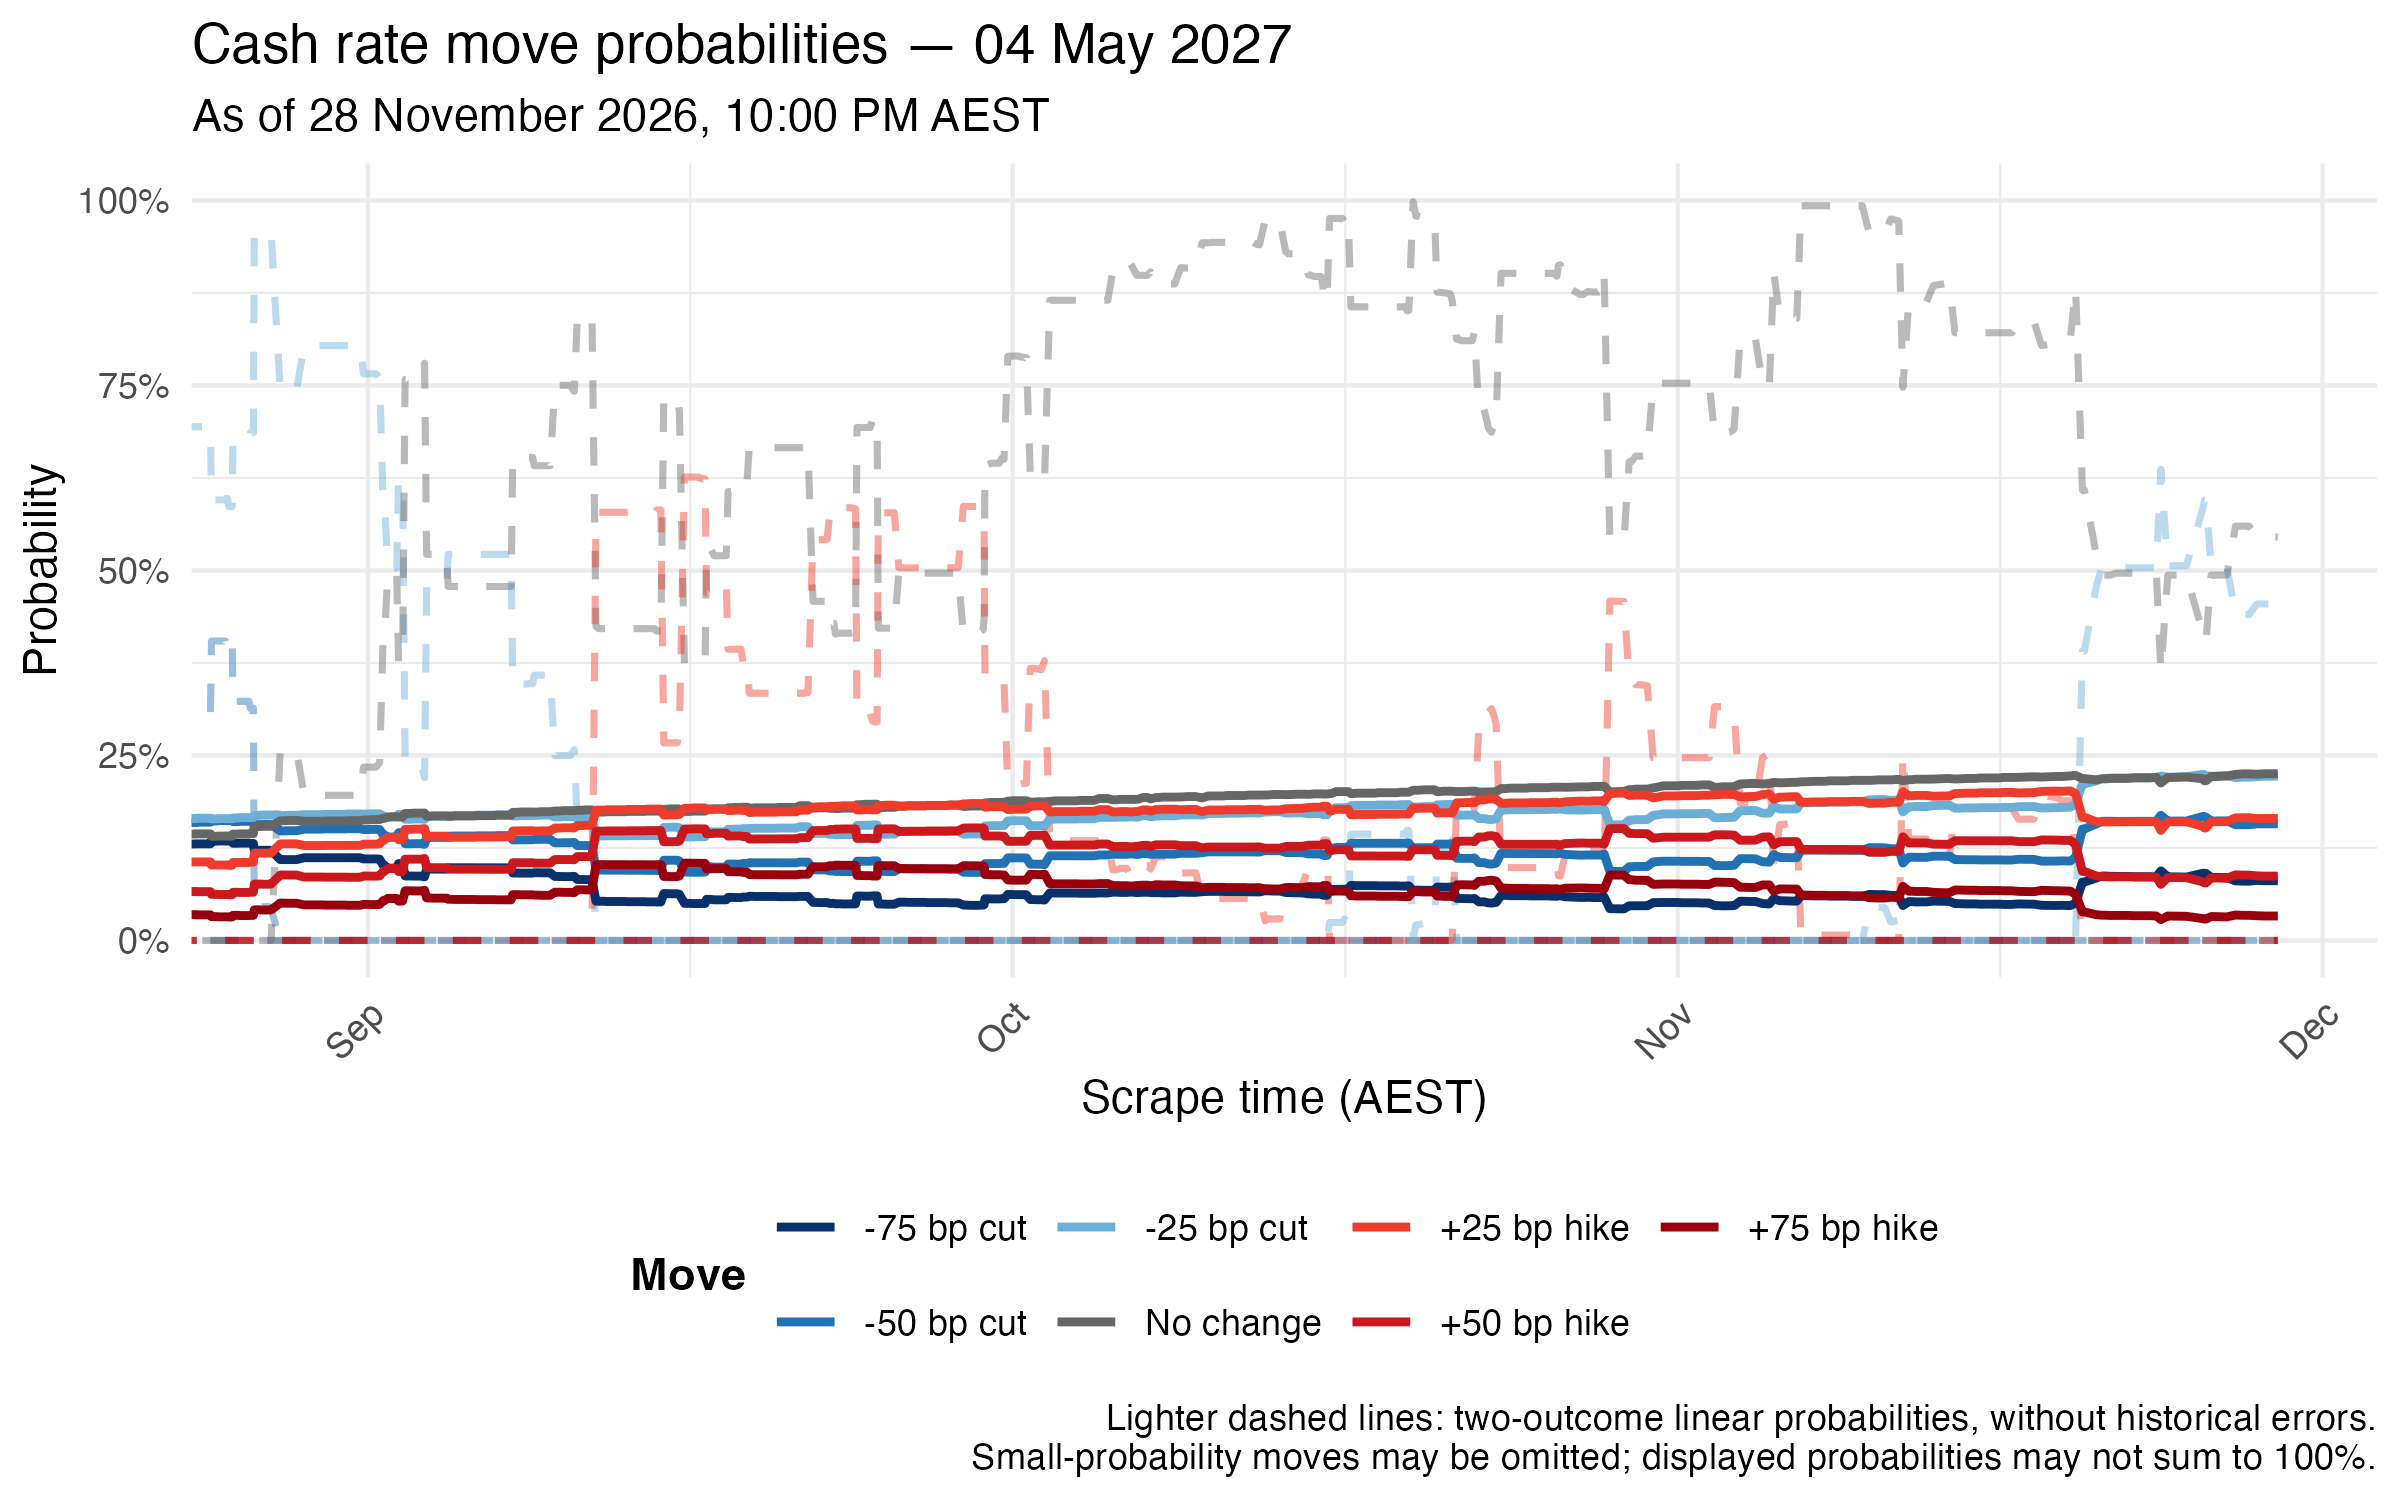 Cash rate move probabilities — 04 May 2027
As of 28 November 2026, 10:00 PM AEST
Probability
100%
75%
50%
25%
0%
Sep
Oct
Nov
Dec
Scrape time (AEST)
Move
-75 bp cut
-25 bp cut
+25 bp hike
+75 bp hike
-50 bp cut
No change
+50 bp hike
Lighter dashed lines: two-outcome linear probabilities, without historical errors.
Small-probability moves may be omitted; displayed probabilities may not sum to 100%.